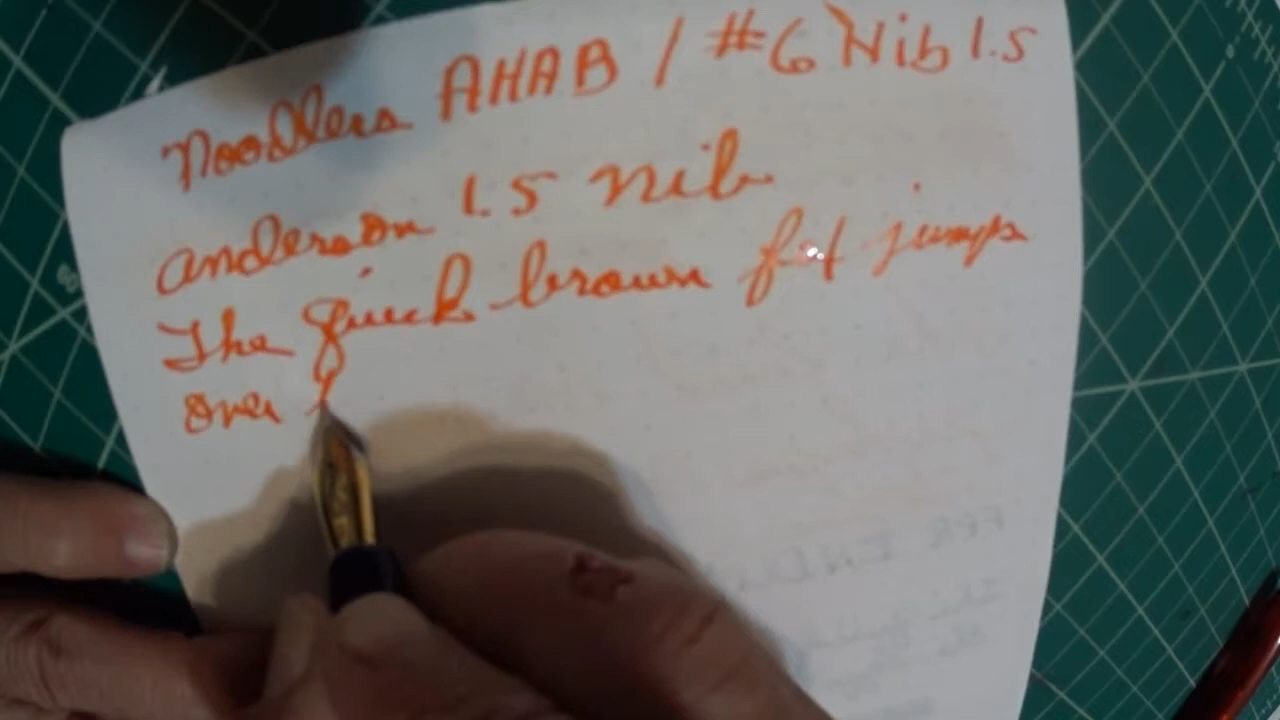 Noodlers AHAB / #6 Nib 1.5
anderson 1.5 nib
The quick brown fox jumps
over